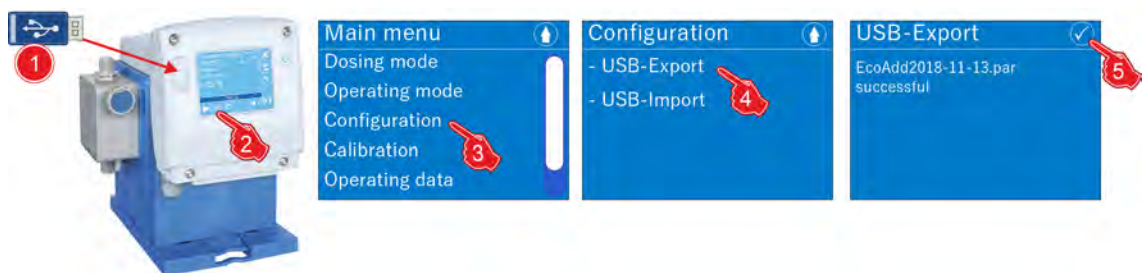 1
2
Main menu
Dosing mode
Operating mode
Configuration
3
Calibration
Operating data
Configuration
- USB-Export
4
- USB-Import
USB-Export
5
EcoAdd2018-11-13.par
successful